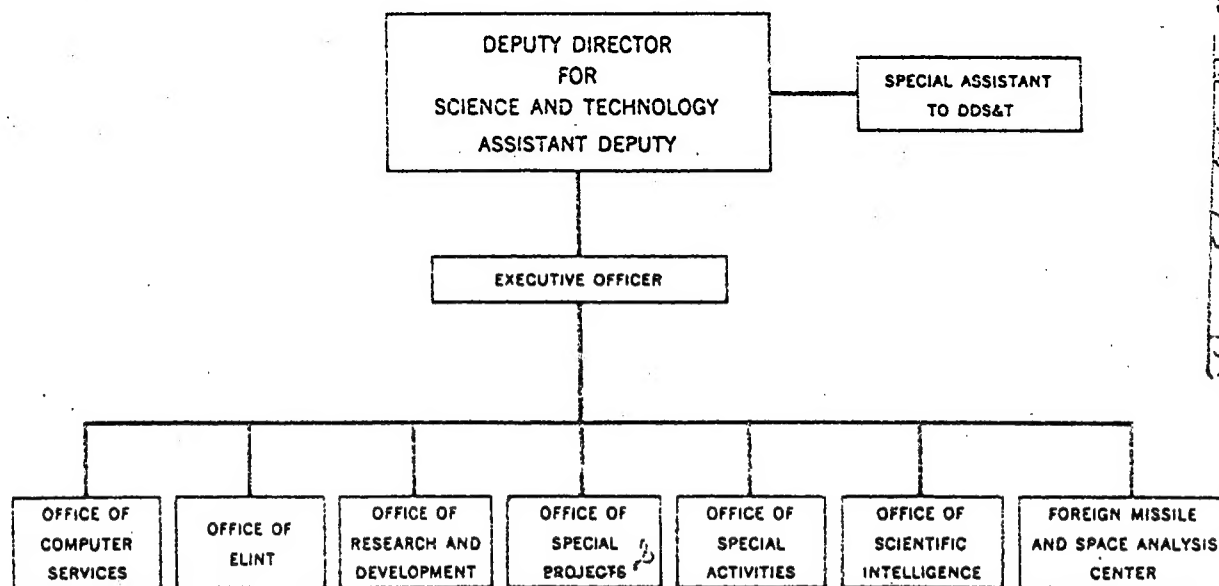 DEPUTY DIRECTOR
FOR
SCIENCE AND TECHNOLOGY
ASSISTANT DEPUTY
SPECIAL ASSISTANT
TO DDS&T
EXECUTIVE OFFICER
OFFICE OF
COMPUTER
SERVICES
OFFICE OF
ELINT
OFFICE OF
RESEARCH AND
DEVELOPMENT
OFFICE OF
SPECIAL
PROJECTS
OFFICE OF
SPECIAL
ACTIVITIES
OFFICE OF
SCIENTIFIC
INTELLIGENCE
FOREIGN MISSILE
AND SPACE ANALYSIS
CENTER